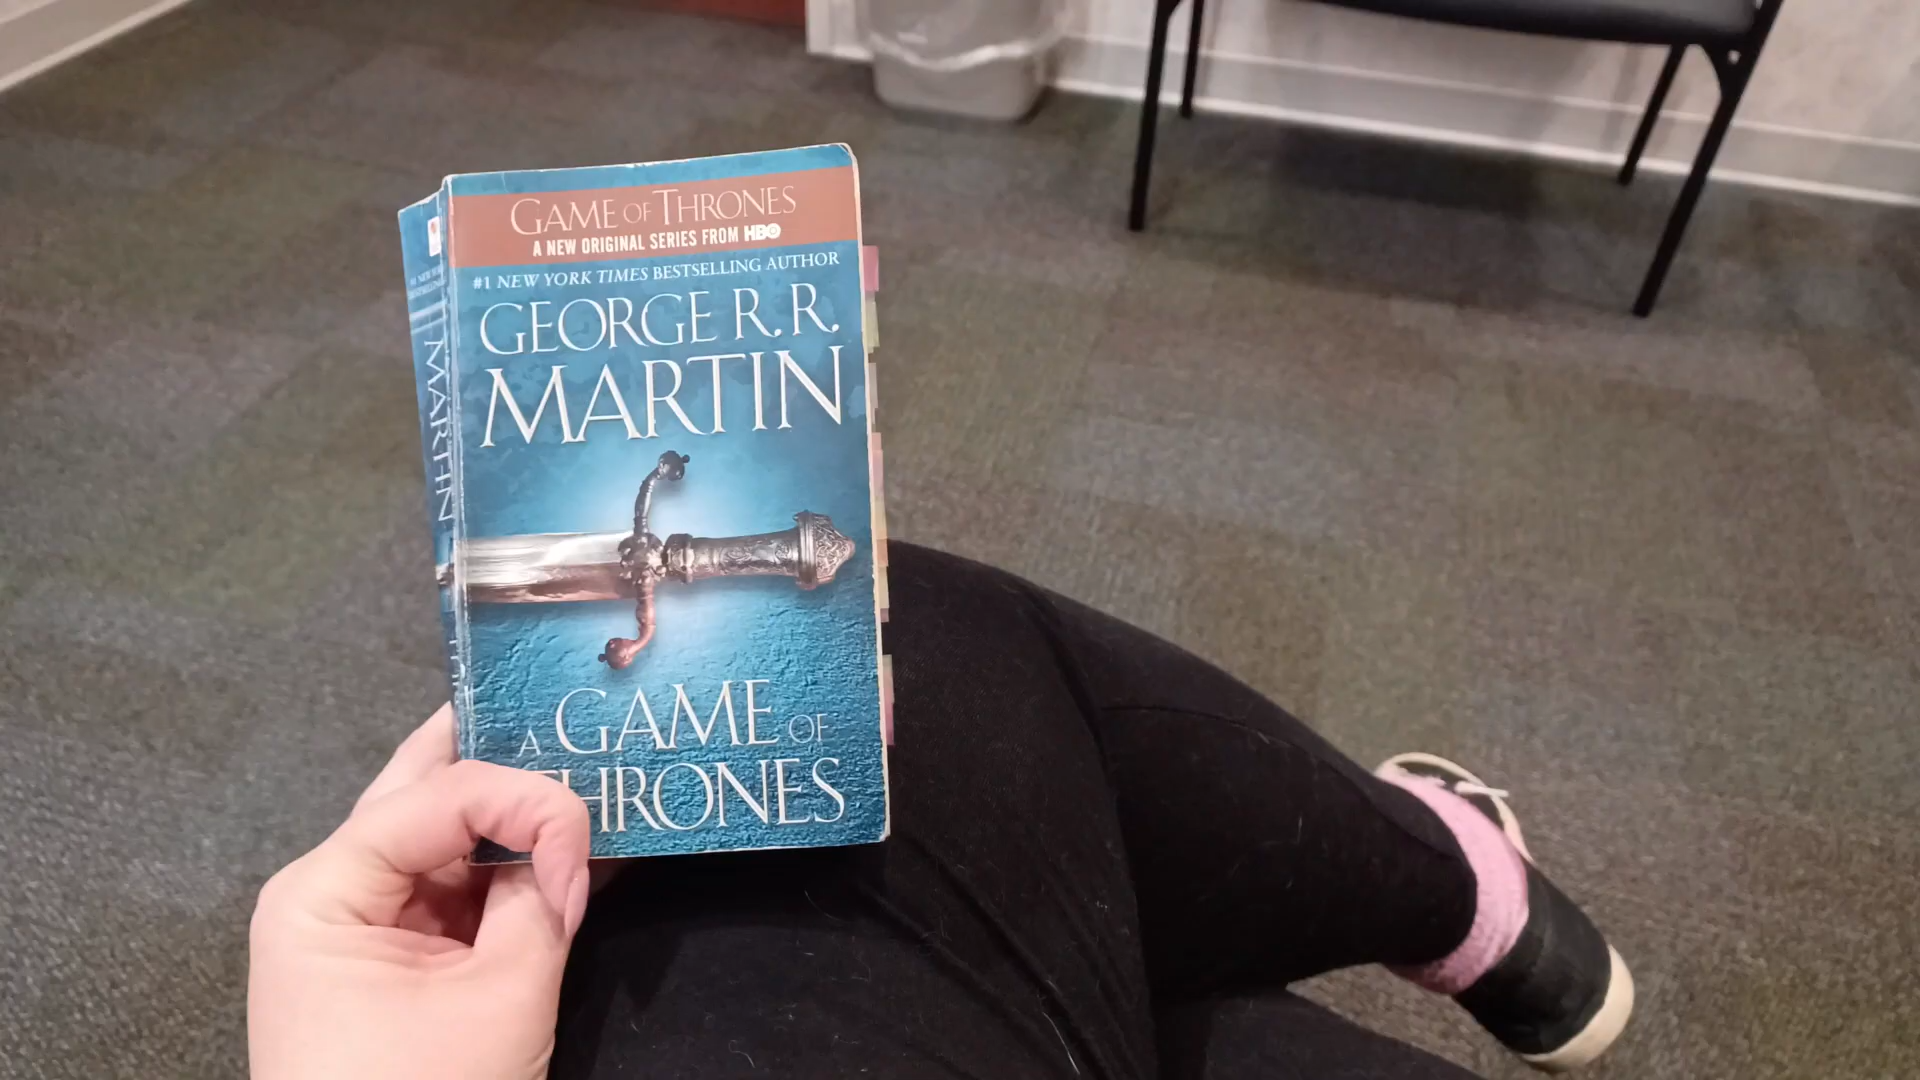 GAME OF THRONES
A NEW ORIGINAL SERIES FROM HBO
#1 NEW YORK TIMES BESTSELLING AUTHOR
GEORGE R. R.
MARTIN
A GAME OF
THRONES
MARTIN